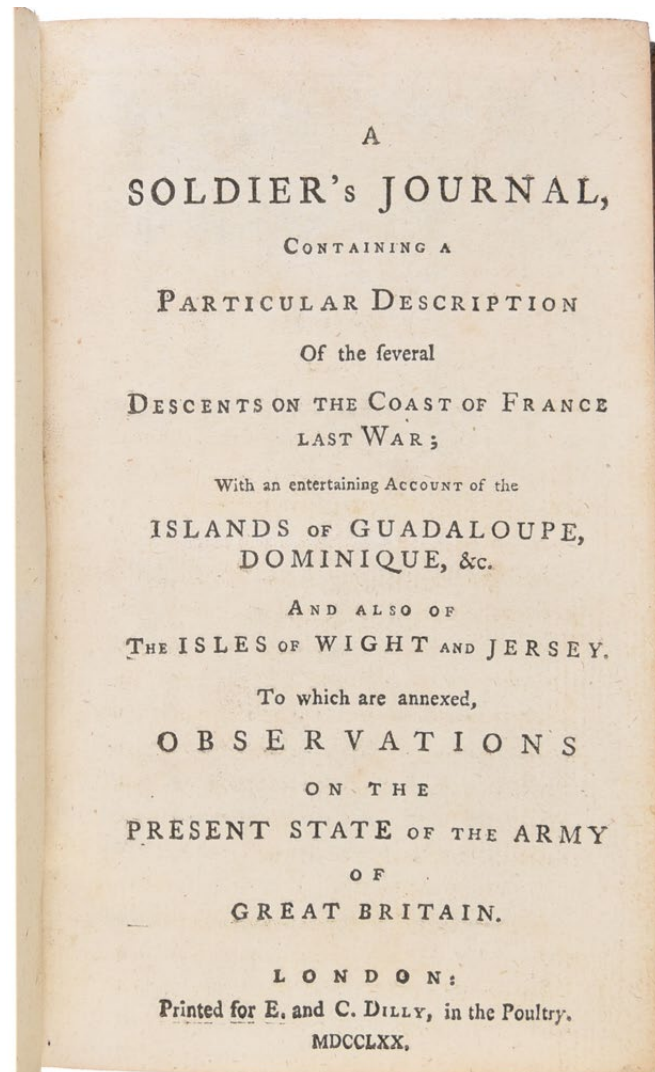 A
SOLDIER's JOURNAL,
CONTAINING A
PARTICULAR DESCRIPTION
Of the ſeveral
DESCENTS ON THE COAST OF FRANCE
LAST WAR;
With an entertaining ACCOUNT of the
ISLANDS OF GUADALOUPE,
DOMINIQUE, &c.
AND ALSO OF
THE ISLES OF WIGHT AND JERSEY.
To which are annexed,
OBSERVATIONS
ON THE
PRESENT STATE OF THE ARMY
OF
GREAT BRITAIN.
LONDON:
Printed for E. and C. DILLY, in the Poultry.
MDCCLXX.